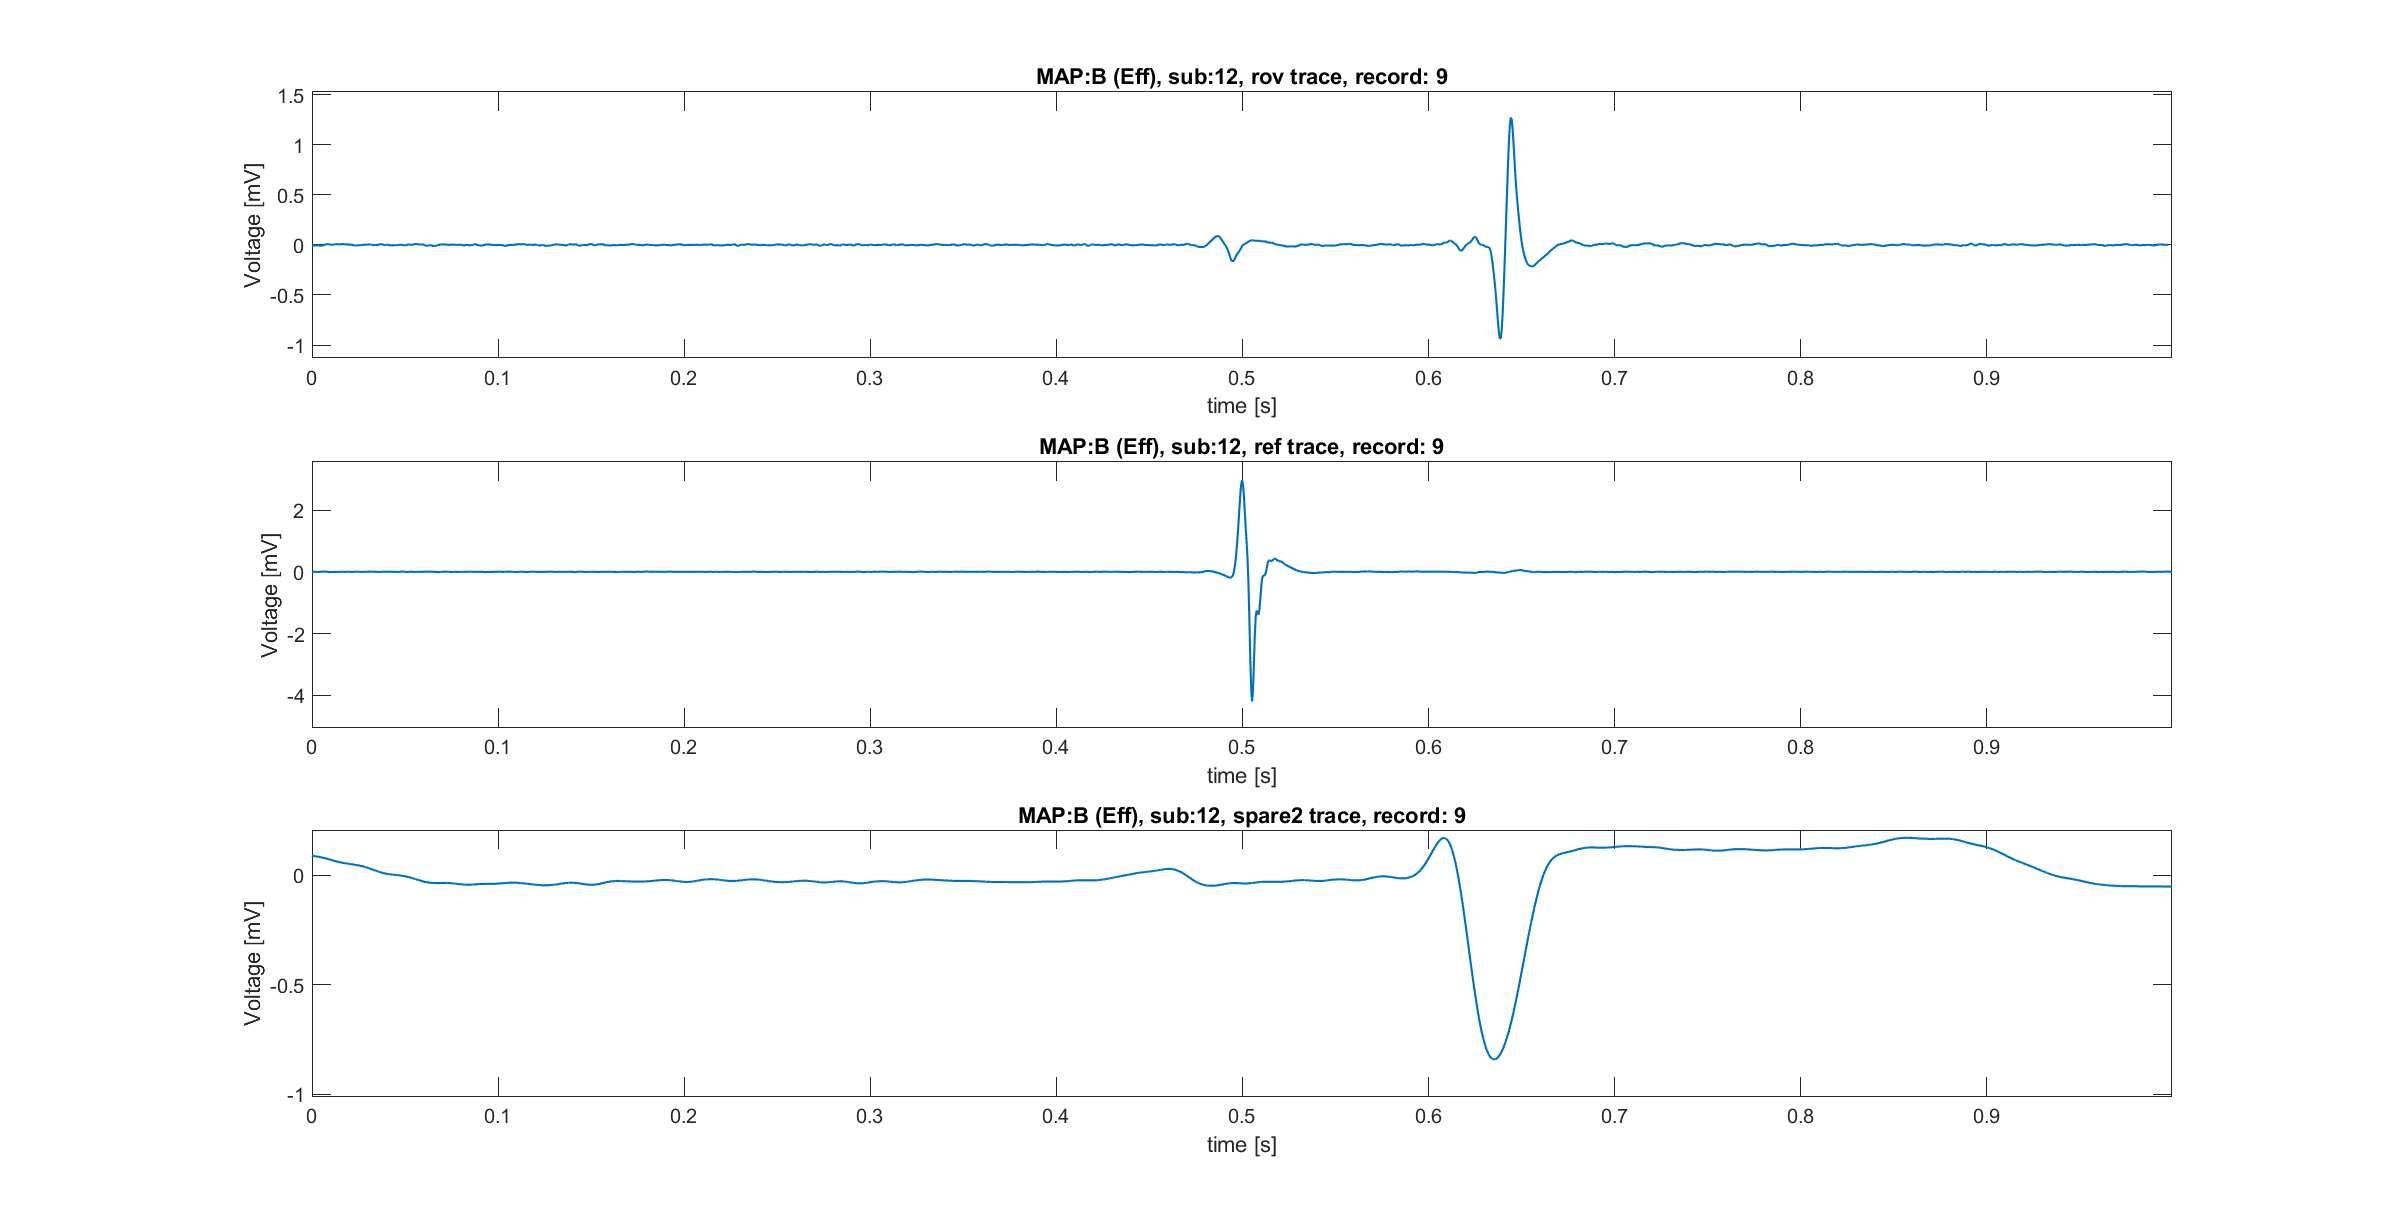 MAP:B (Eff), sub:12, rov trace, record: 9
Voltage [mV]
1.5
1
0.5
0
-0.5
-1
0 0.1 0.2 0.3 0.4 0.5 0.6 0.7 0.8 0.9
time [s]
MAP:B (Eff), sub:12, ref trace, record: 9
Voltage [mV]
2
0
-2
-4
0 0.1 0.2 0.3 0.4 0.5 0.6 0.7 0.8 0.9
time [s]
MAP:B (Eff), sub:12, spare2 trace, record: 9
Voltage [mV]
0
-0.5
-1
0 0.1 0.2 0.3 0.4 0.5 0.6 0.7 0.8 0.9
time [s]